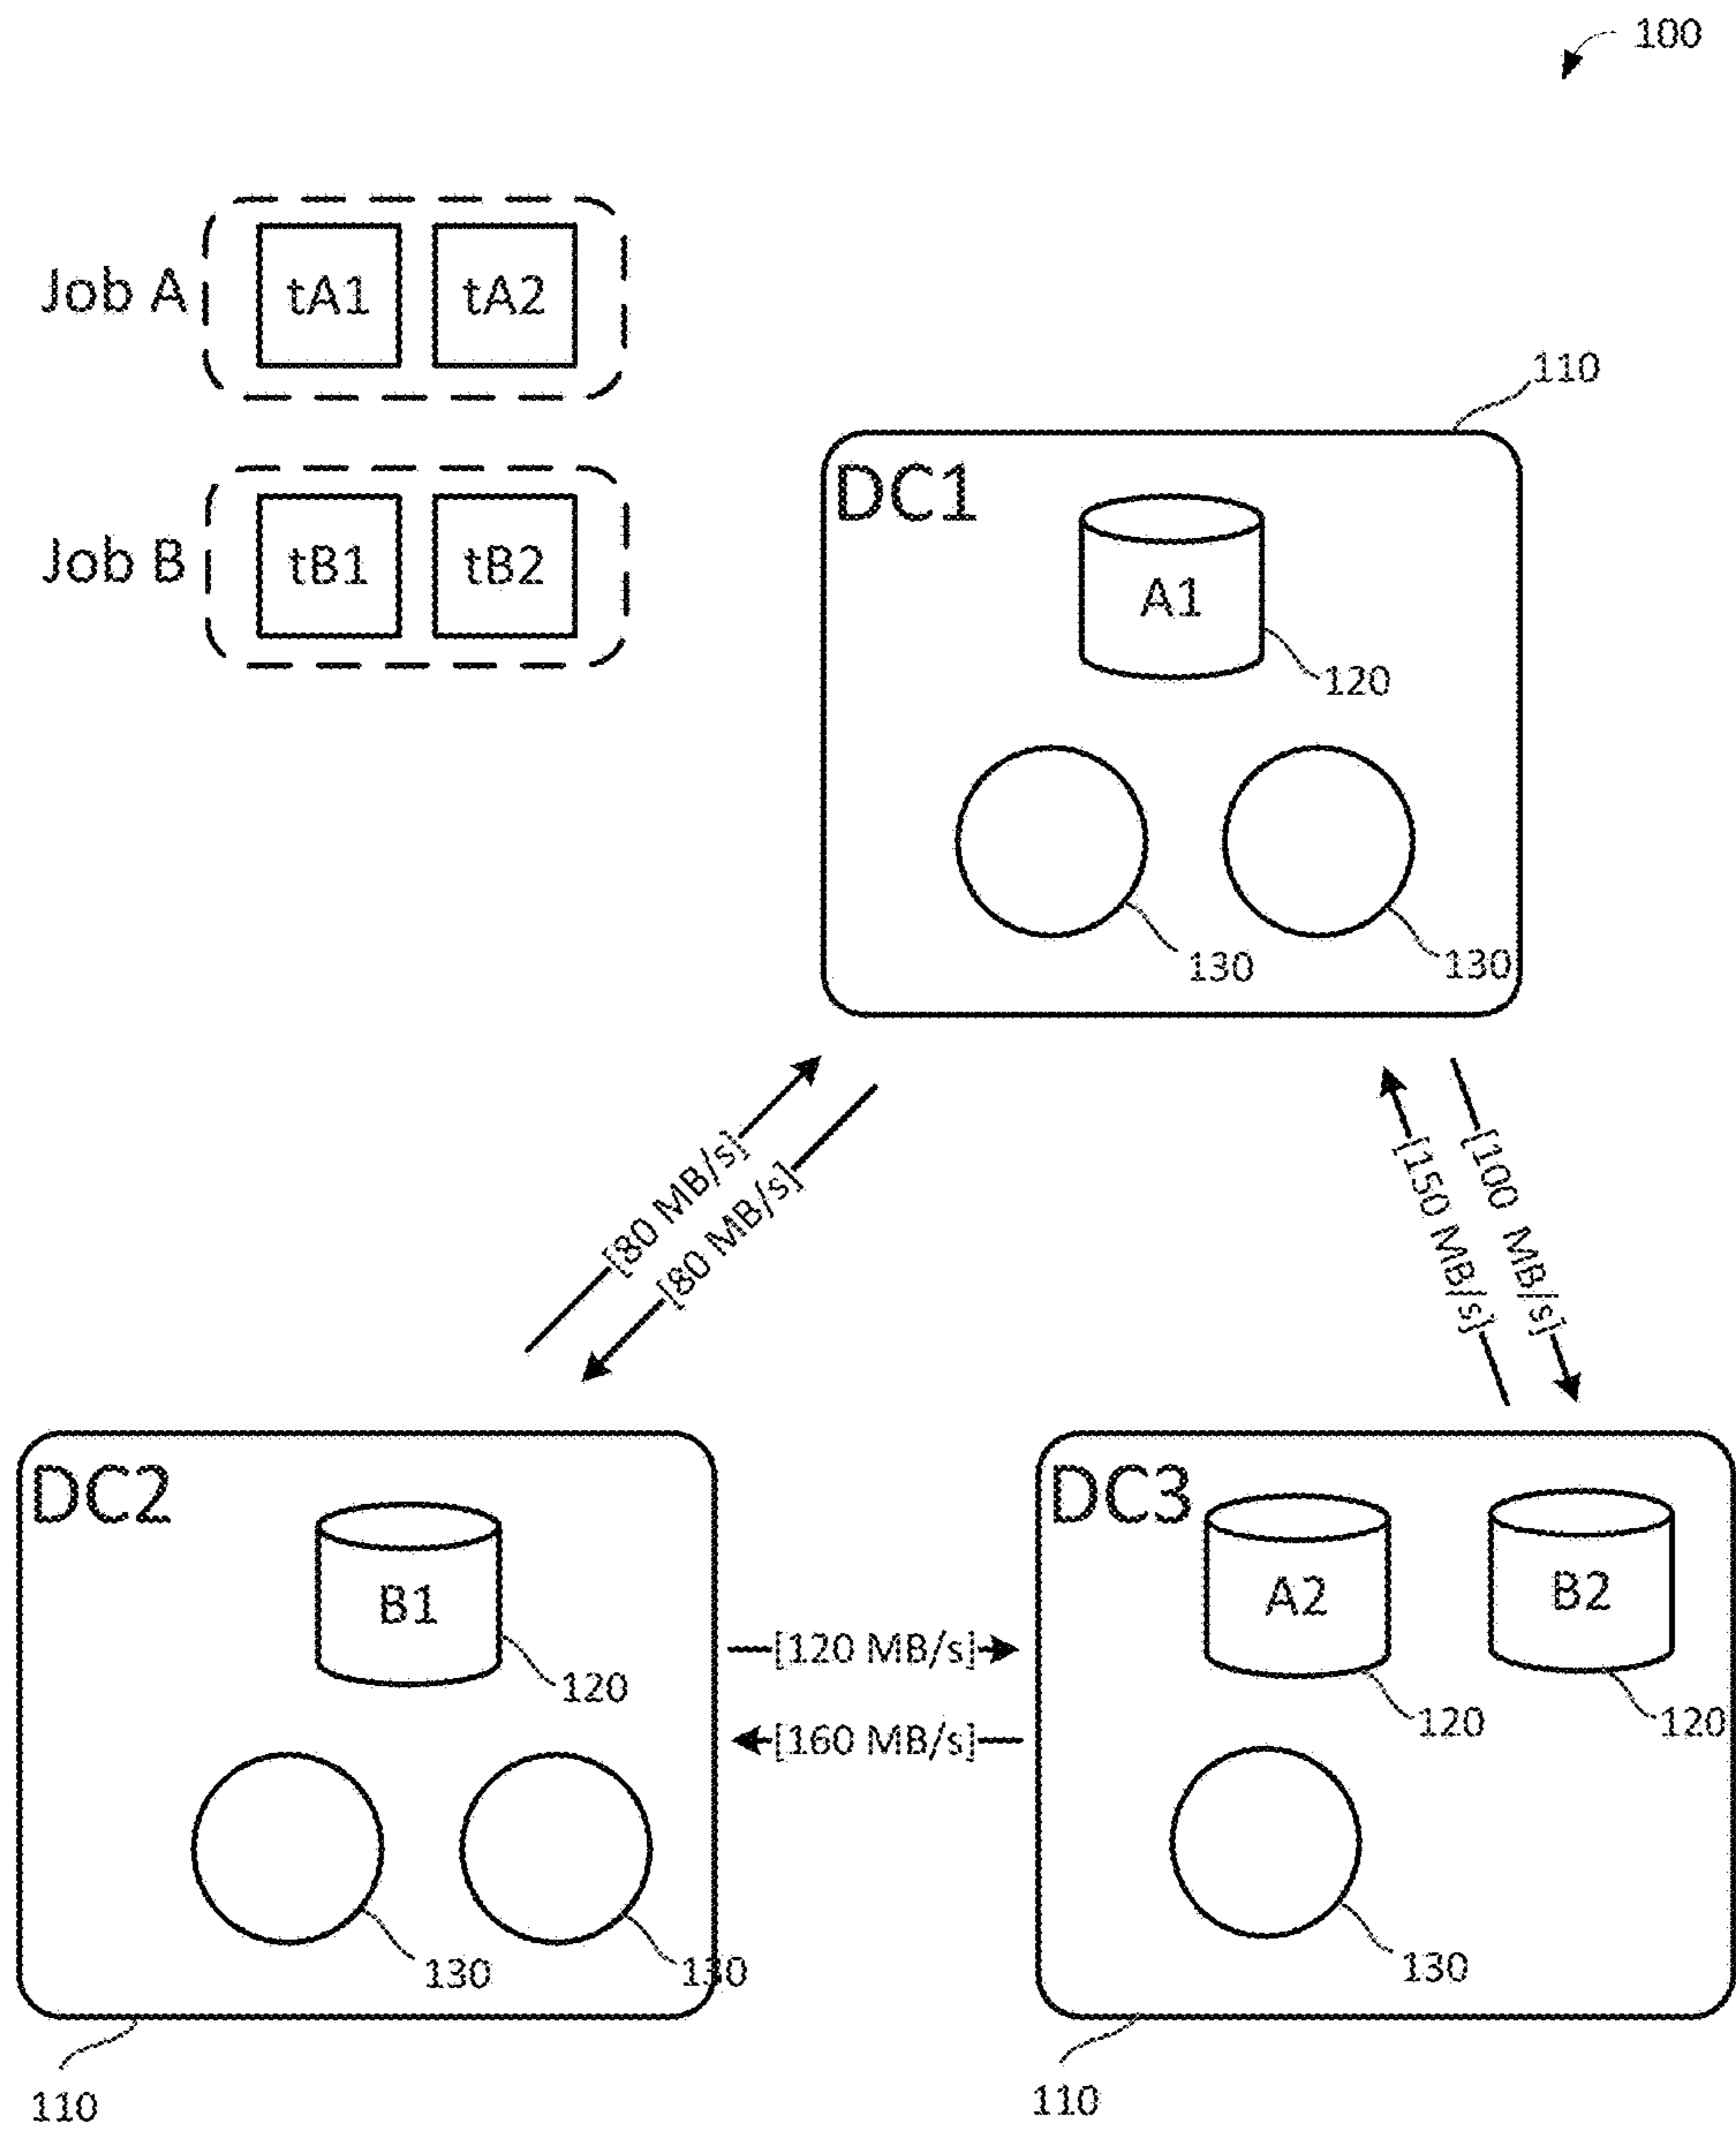 100
Job A
tA1 tA2
Job B
tB1 tB2
110
DC1
A1
120
130
130
[80 MB/s]
[80 MB/s]
[150 MB/s]
[100 MB/s]
DC2
B1
120
130
130
110
[120 MB/s]
[160 MB/s]
DC3
A2
B2
120
120
130
110